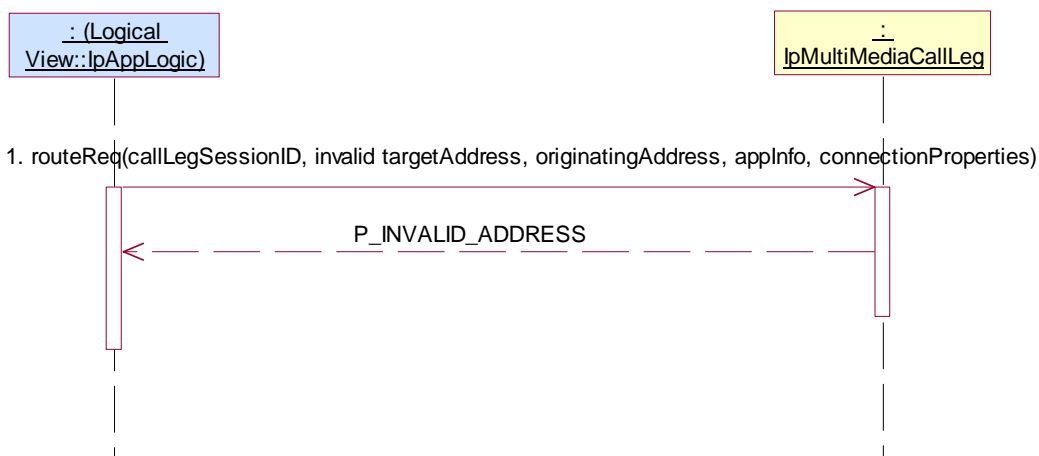 : (Logical
View::IpAppLogic)
:
IpMultiMediaCallLeg
1. routeReq(callLegSessionID, invalid targetAddress, originatingAddress, appInfo, connectionProperties)
P_INVALID_ADDRESS